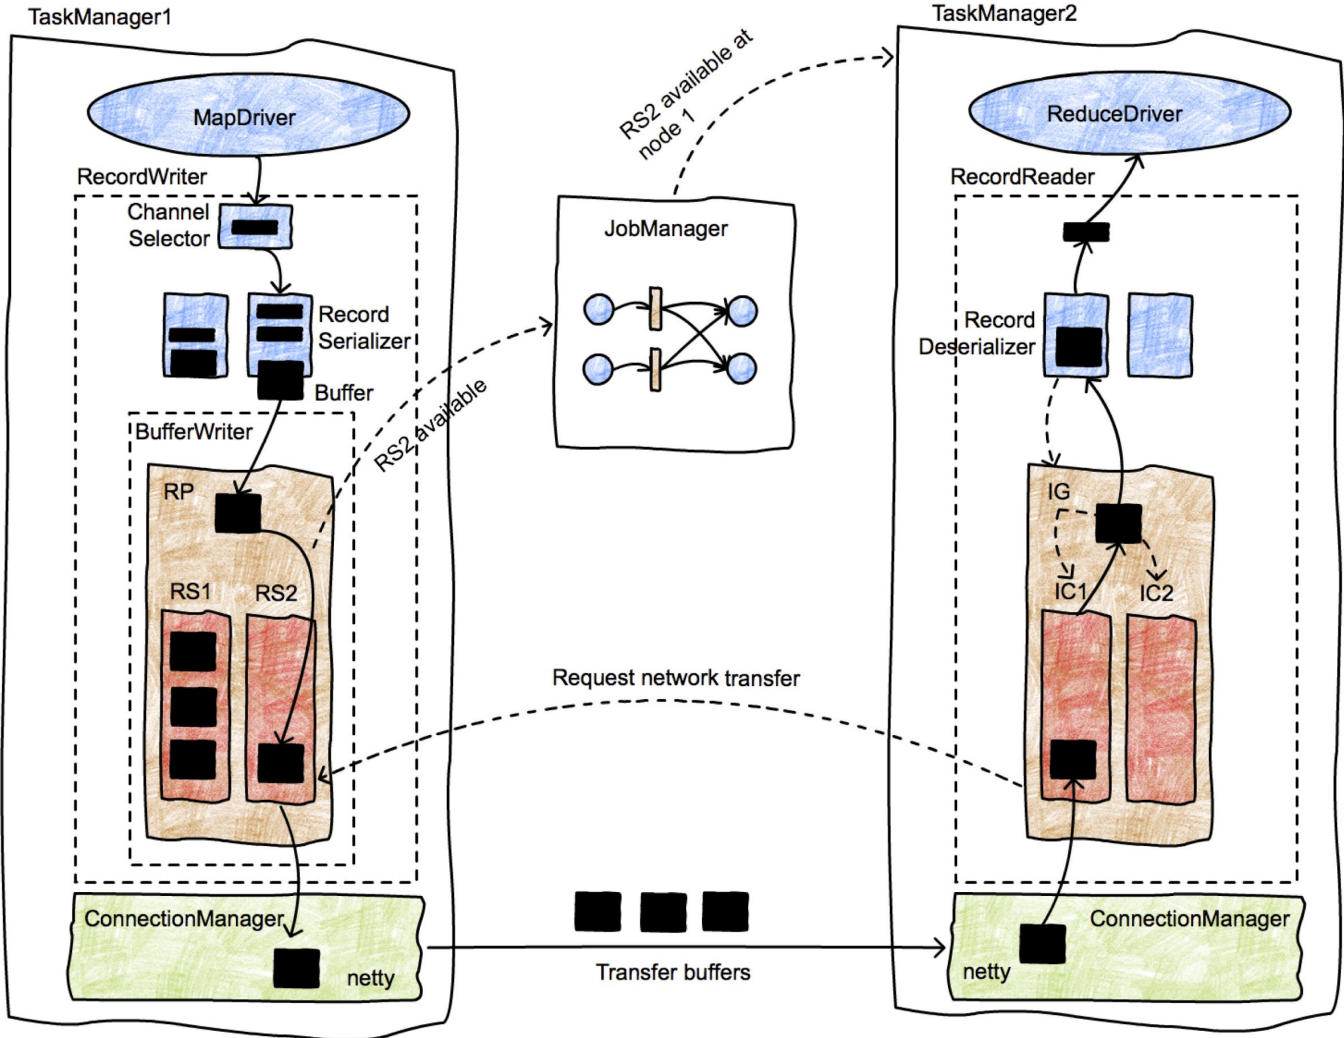 TaskManager1
MapDriver
RecordWriter
Channel
Selector
Record
Serializer
Buffer
BufferWriter
RP
RS1
RS2
ConnectionManager
netty
RS2 available
RS2 available at
node 1
JobManager
Request network transfer
Transfer buffers
TaskManager2
ReduceDriver
RecordReader
Record
Deserializer
IG
IC1
IC2
ConnectionManager
netty